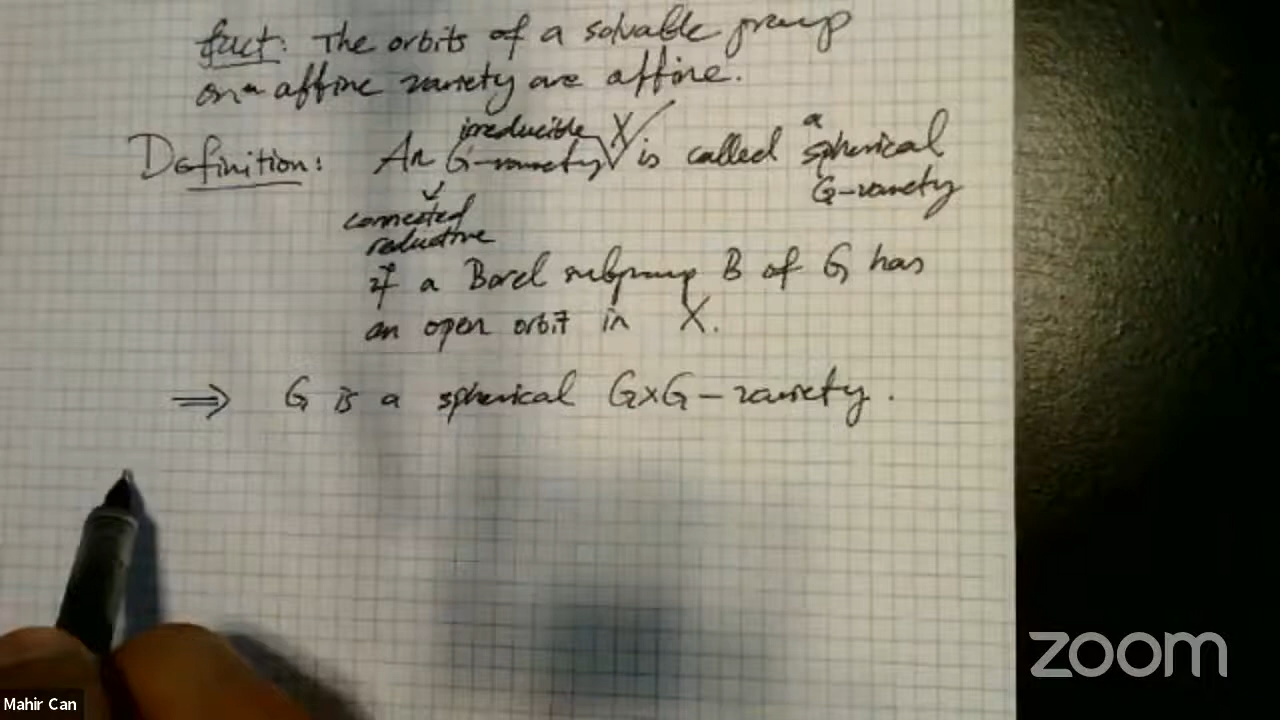 fact: The orbits of a solvable group
on an affine variety are affine.
Definition: An irreducible G-variety X is called a spherical
G-variety
connected
reductive
if a Borel subgroup B of G has
an open orbit in X.
⇒ G is a spherical G×G-variety.
zoom
Mahir Can